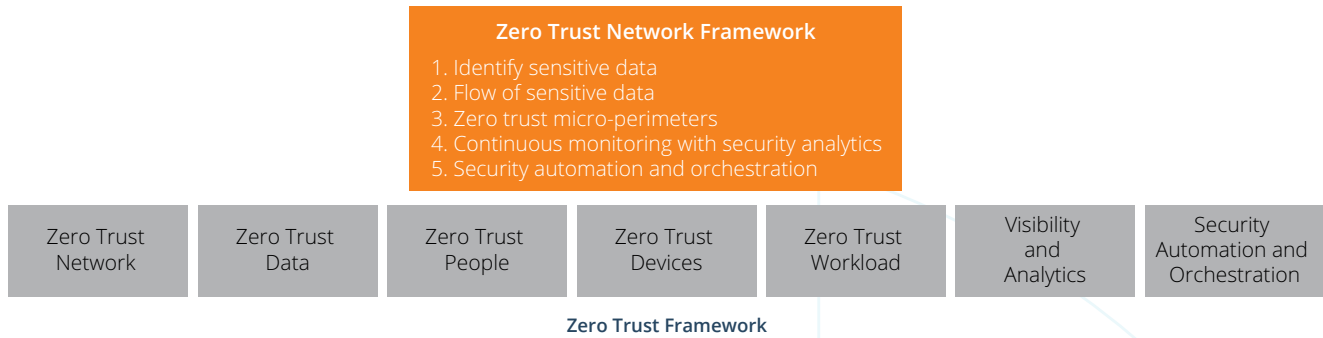 Zero Trust Network Framework
1. Identify sensitive data
2. Flow of sensitive data
3. Zero trust micro-perimeters
4. Continuous monitoring with security analytics
5. Security automation and orchestration
Zero Trust
Network
Zero Trust
Data
Zero Trust
People
Zero Trust
Devices
Zero Trust
Workload
Visibility
and
Analytics
Security
Automation and
Orchestration
Zero Trust Framework